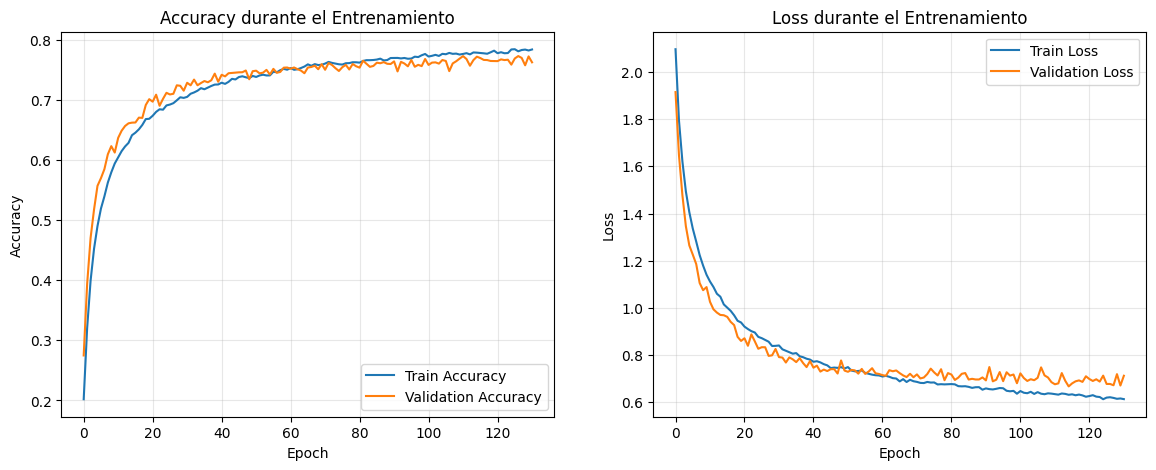 Accuracy durante el Entrenamiento
0.8
0.7
0.6
0.5
0.4
0.3
0.2
Accuracy
0 20 40 60 80 100 120
Epoch
Train Accuracy
Validation Accuracy
Loss durante el Entrenamiento
2.0
1.8
1.6
1.4
1.2
1.0
0.8
0.6
Loss
0 20 40 60 80 100 120
Epoch
Train Loss
Validation Loss